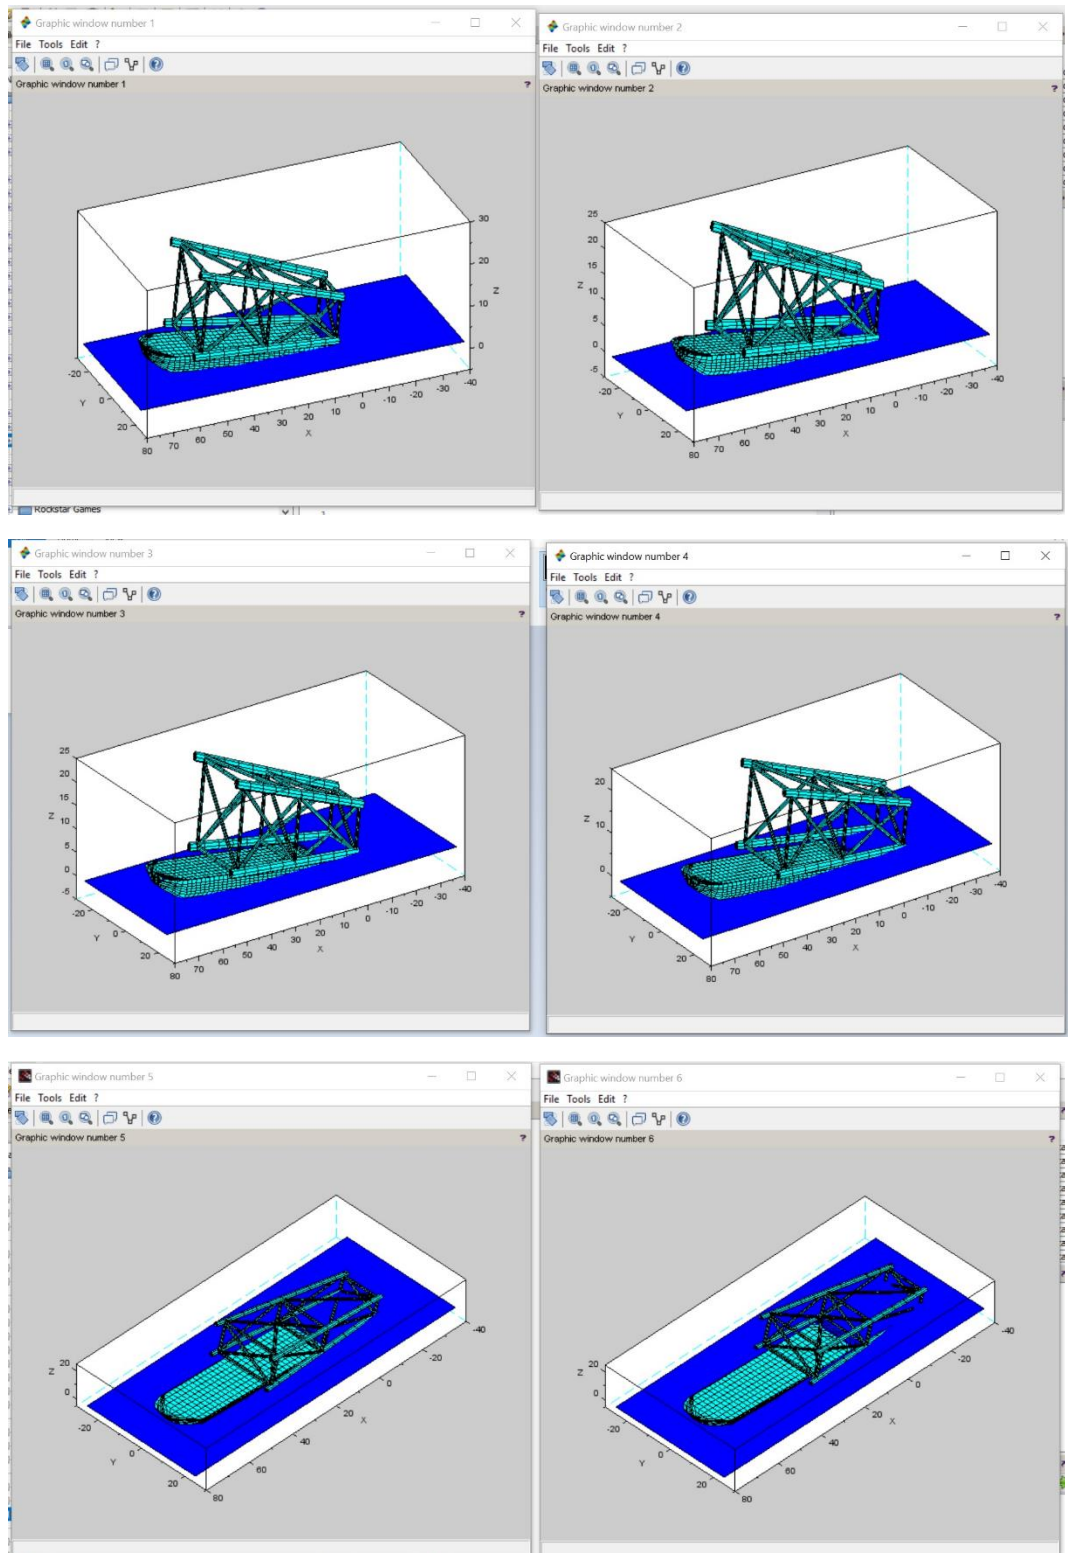 Graphic window number 1
File Tools Edit ?
Graphic window number 1 ?
30
20
10
0
Z
-20
Y 0
20
80 70 60 50 40 30 20 10 0 -10 -20 -30 -40
X
Rockstar Games
Graphic window number 2
File Tools Edit ?
Graphic window number 2 ?
25
20
15
Z 10
5
0
-5
-20
Y 0
20
80 70 60 50 40 30 20 10 0 -10 -20 -30 -40
X
Graphic window number 3
File Tools Edit ?
Graphic window number 3 ?
25
20
15
Z 10
5
0
-5
-20
Y 0
20
80 70 60 50 40 30 20 10 0 -10 -20 -30 -40
X
Graphic window number 4
File Tools Edit ?
Graphic window number 4 ?
20
Z
10
0
-20
Y 0
20
80 70 60 50 40 30 20 10 0 -10 -20 -30 -40
X
Graphic window number 5
File Tools Edit ?
Graphic window number 5 ?
20
Z
0
-20
Y 0
20
80 60 40 20 0 -20 -40
X
Graphic window number 6
File Tools Edit ?
Graphic window number 6 ?
20
Z
0
-20
Y 0
20
80 60 40 20 0 -20 -40
X